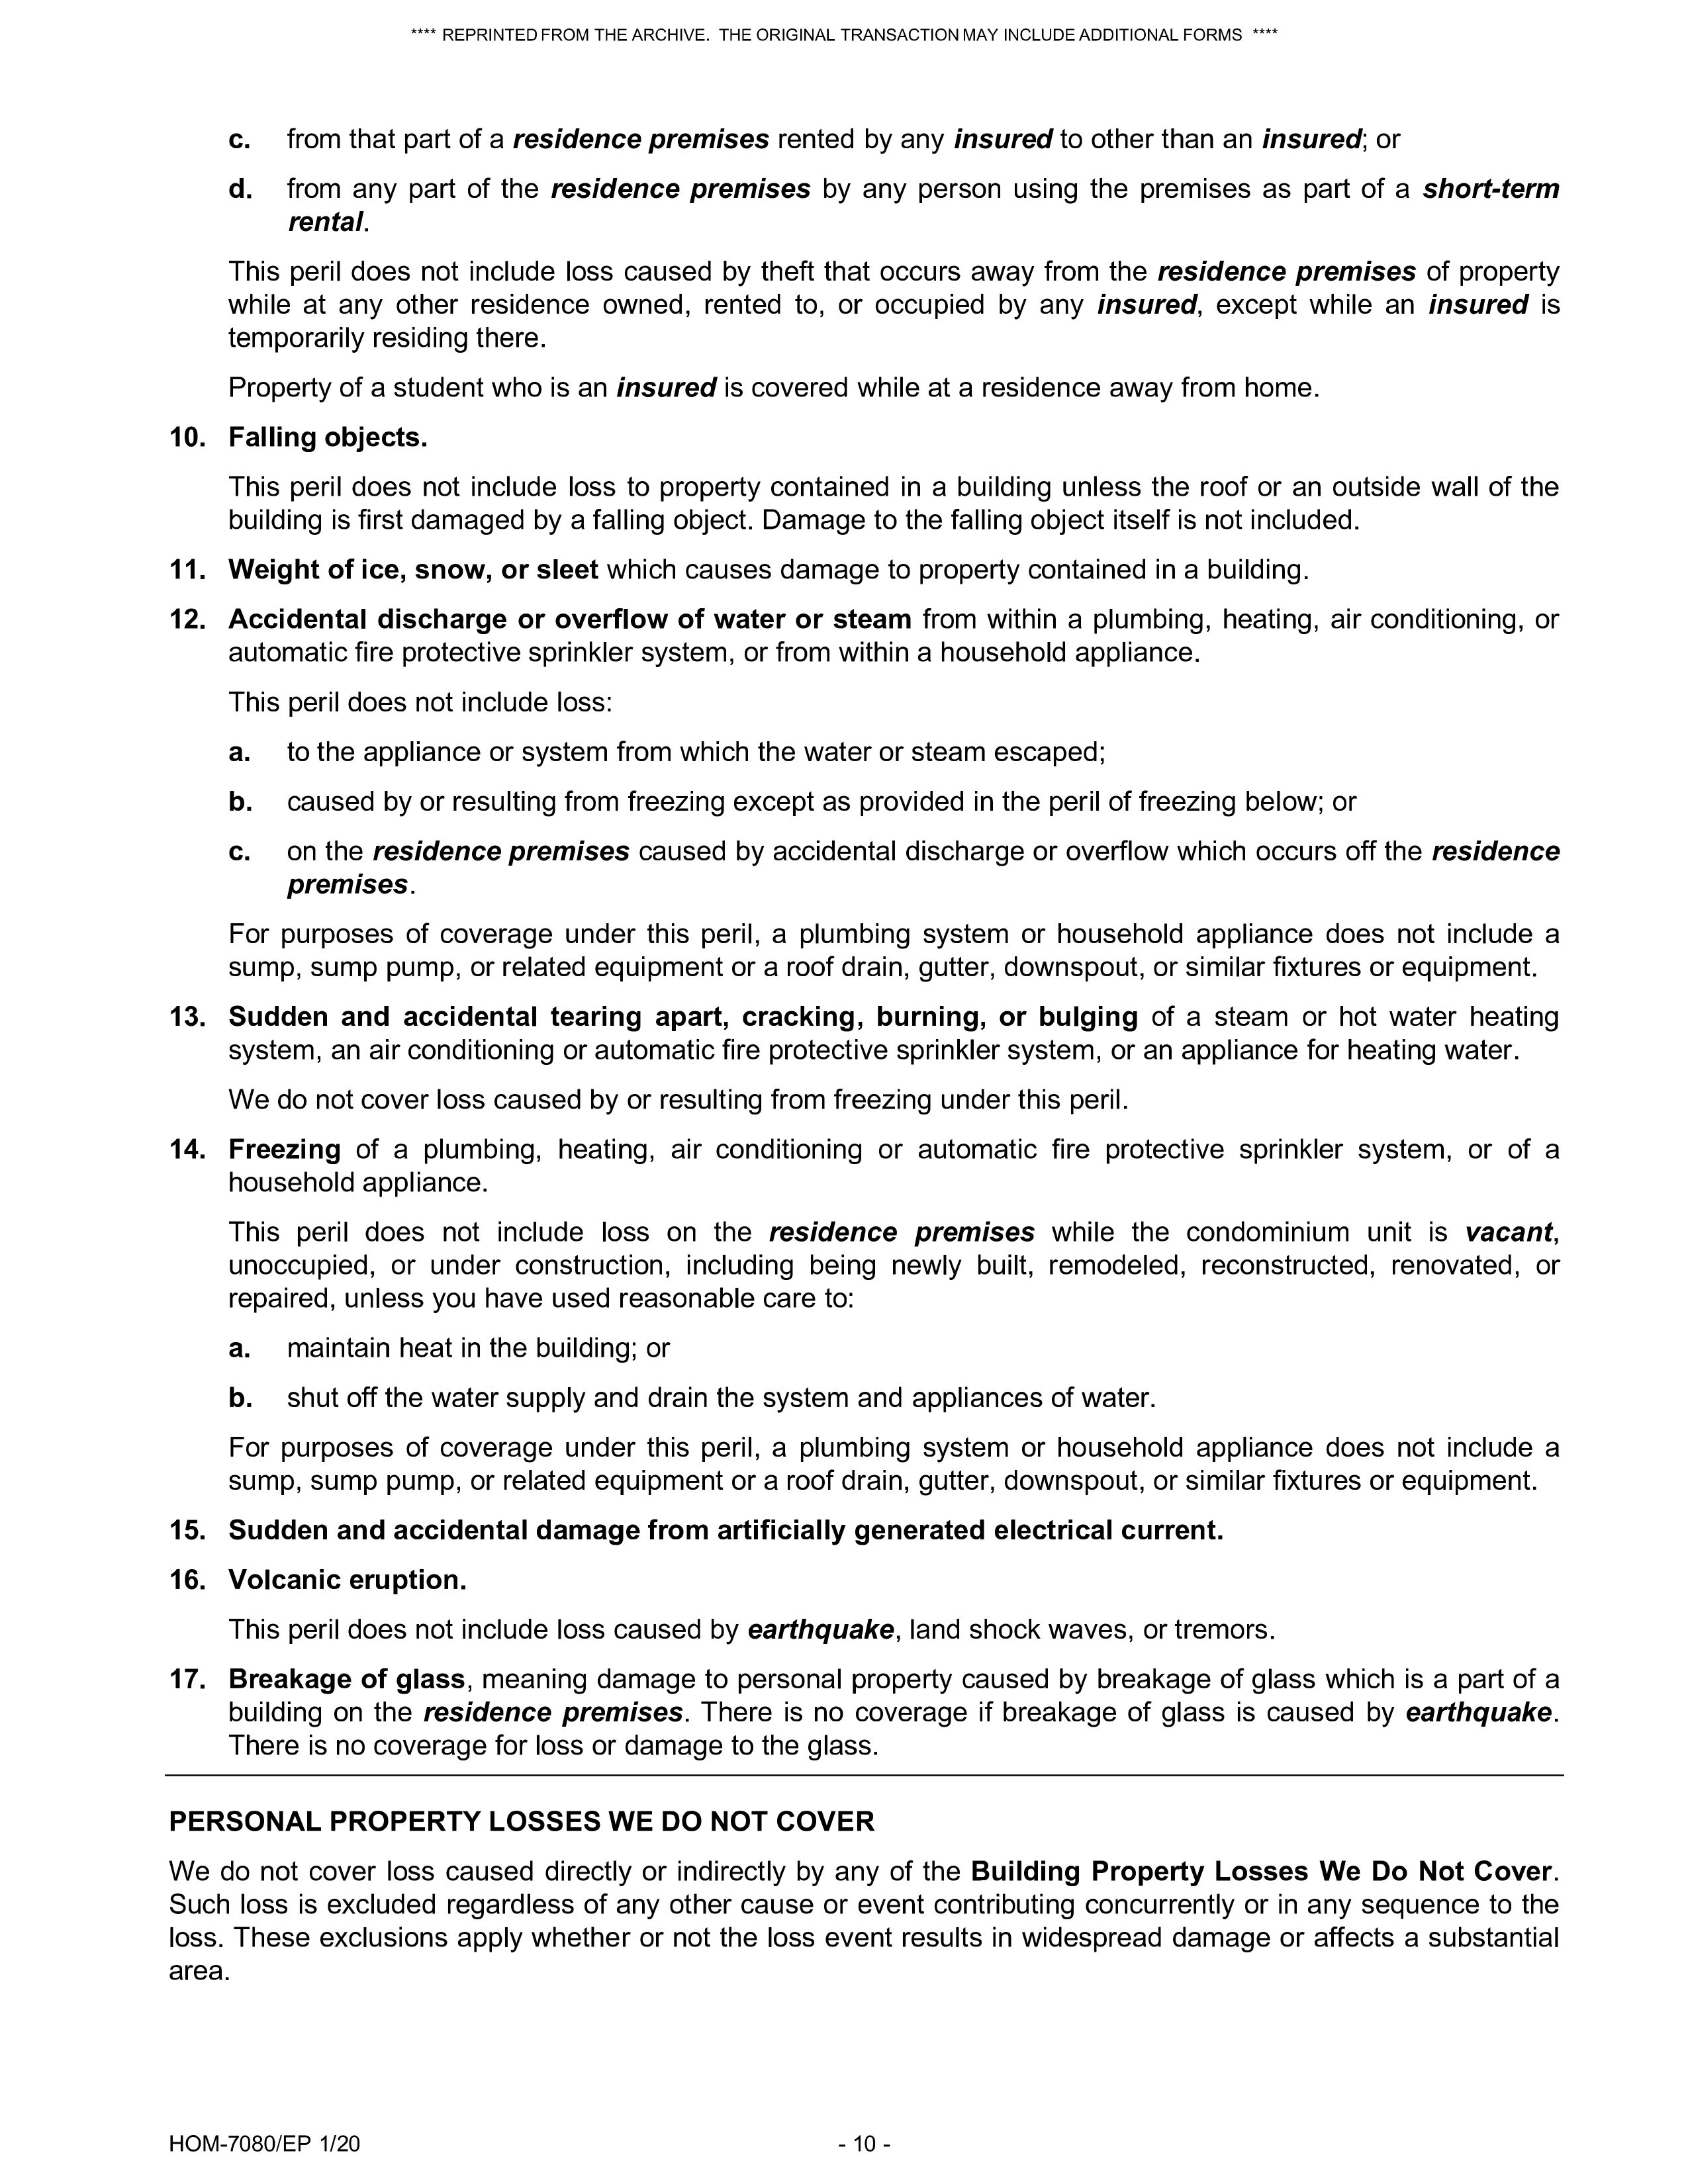 **** REPRINTED FROM THE ARCHIVE. THE ORIGINAL TRANSACTION MAY INCLUDE ADDITIONAL FORMS ****
c. from that part of a residence premises rented by any insured to other than an insured; or
d. from any part of the residence premises by any person using the premises as part of a short-term
rental.
This peril does not include loss caused by theft that occurs away from the residence premises of property
while at any other residence owned, rented to, or occupied by any insured, except while an insured is
temporarily residing there.
Property of a student who is an insured is covered while at a residence away from home.
10. Falling objects.
This peril does not include loss to property contained in a building unless the roof or an outside wall of the
building is first damaged by a falling object. Damage to the falling object itself is not included.
11. Weight of ice, snow, or sleet which causes damage to property contained in a building.
12. Accidental discharge or overflow of water or steam from within a plumbing, heating, air conditioning, or
automatic fire protective sprinkler system, or from within a household appliance.
This peril does not include loss:
a. to the appliance or system from which the water or steam escaped;
b. caused by or resulting from freezing except as provided in the peril of freezing below; or
c. on the residence premises caused by accidental discharge or overflow which occurs off the residence
premises.
For purposes of coverage under this peril, a plumbing system or household appliance does not include a
sump, sump pump, or related equipment or a roof drain, gutter, downspout, or similar fixtures or equipment.
13. Sudden and accidental tearing apart, cracking, burning, or bulging of a steam or hot water heating
system, an air conditioning or automatic fire protective sprinkler system, or an appliance for heating water.
We do not cover loss caused by or resulting from freezing under this peril.
14. Freezing of a plumbing, heating, air conditioning or automatic fire protective sprinkler system, or of a
household appliance.
This peril does not include loss on the residence premises while the condominium unit is vacant,
unoccupied, or under construction, including being newly built, remodeled, reconstructed, renovated, or
repaired, unless you have used reasonable care to:
a. maintain heat in the building; or
b. shut off the water supply and drain the system and appliances of water.
For purposes of coverage under this peril, a plumbing system or household appliance does not include a
sump, sump pump, or related equipment or a roof drain, gutter, downspout, or similar fixtures or equipment.
15. Sudden and accidental damage from artificially generated electrical current.
16. Volcanic eruption.
This peril does not include loss caused by earthquake, land shock waves, or tremors.
17. Breakage of glass, meaning damage to personal property caused by breakage of glass which is a part of a
building on the residence premises. There is no coverage if breakage of glass is caused by earthquake.
There is no coverage for loss or damage to the glass.
PERSONAL PROPERTY LOSSES WE DO NOT COVER
We do not cover loss caused directly or indirectly by any of the Building Property Losses We Do Not Cover.
Such loss is excluded regardless of any other cause or event contributing concurrently or in any sequence to the
loss. These exclusions apply whether or not the loss event results in widespread damage or affects a substantial
area.
HOM-7080/EP 1/20
- 10 -